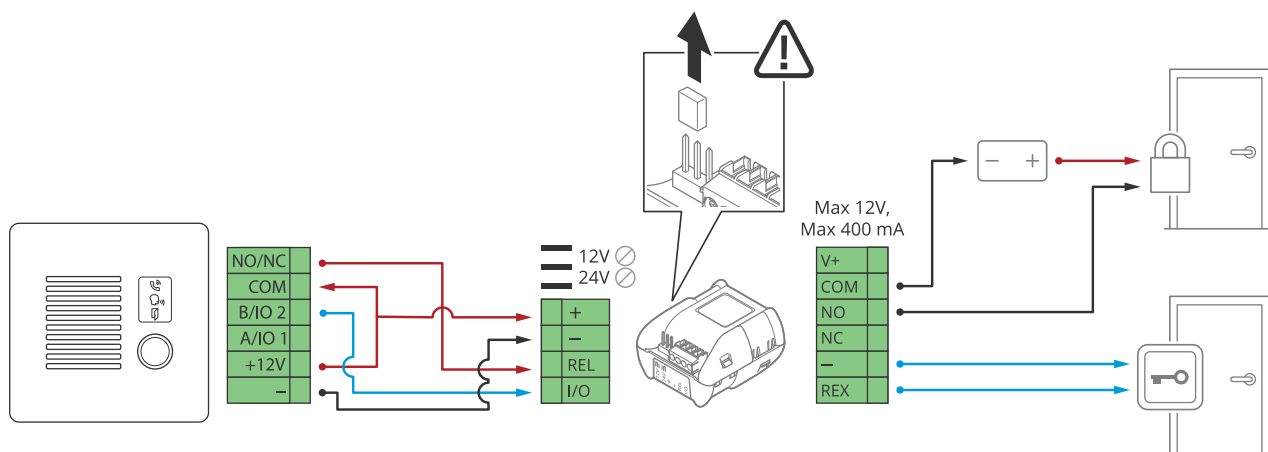 NO/NC
COM
B/IO 2
A/IO 1
+12V
–
12V
24V
+
–
REL
I/O
Max 12V,
Max 400 mA
V+
COM
NO
NC
–
REX
– +